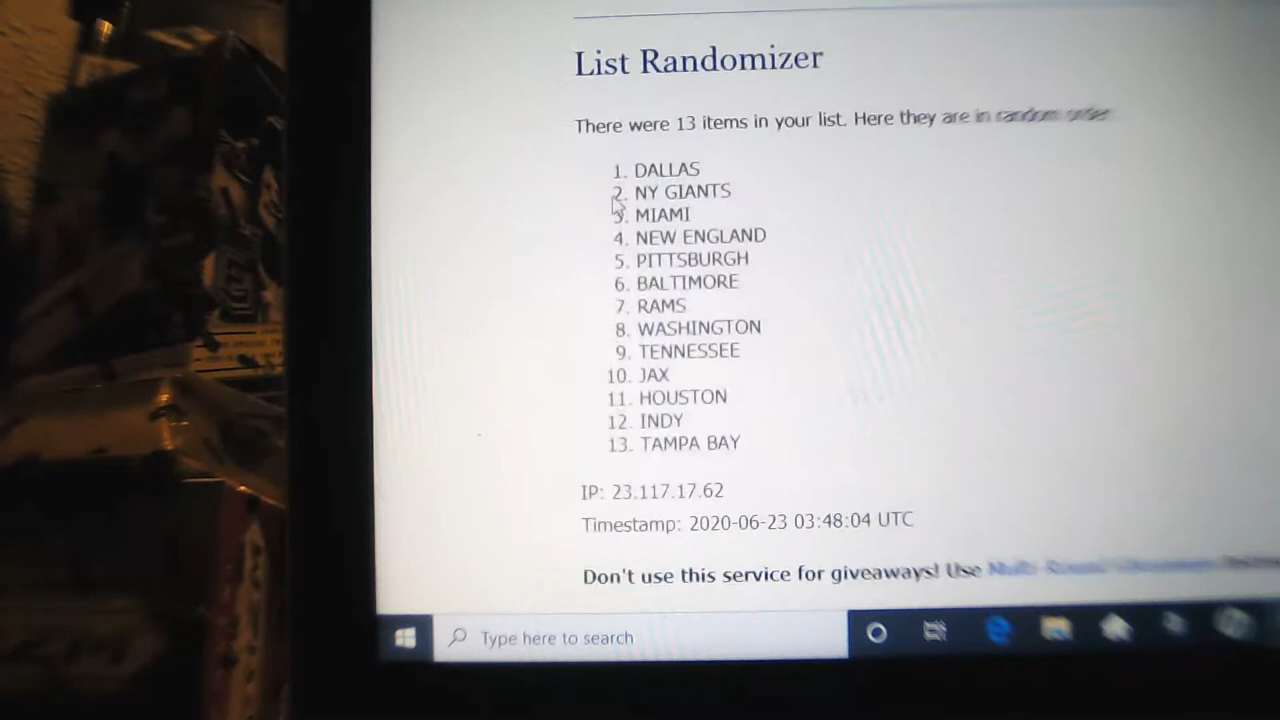 List Randomizer
There were 13 items in your list. Here they are in random order:
1. DALLAS
2. NY GIANTS
3. MIAMI
4. NEW ENGLAND
5. PITTSBURGH
6. BALTIMORE
7. RAMS
8. WASHINGTON
9. TENNESSEE
10. JAX
11. HOUSTON
12. INDY
13. TAMPA BAY
IP: 23.117.17.62
Timestamp: 2020-06-23 03:48:04 UTC
Don't use this service for giveaways! Use
Type here to search